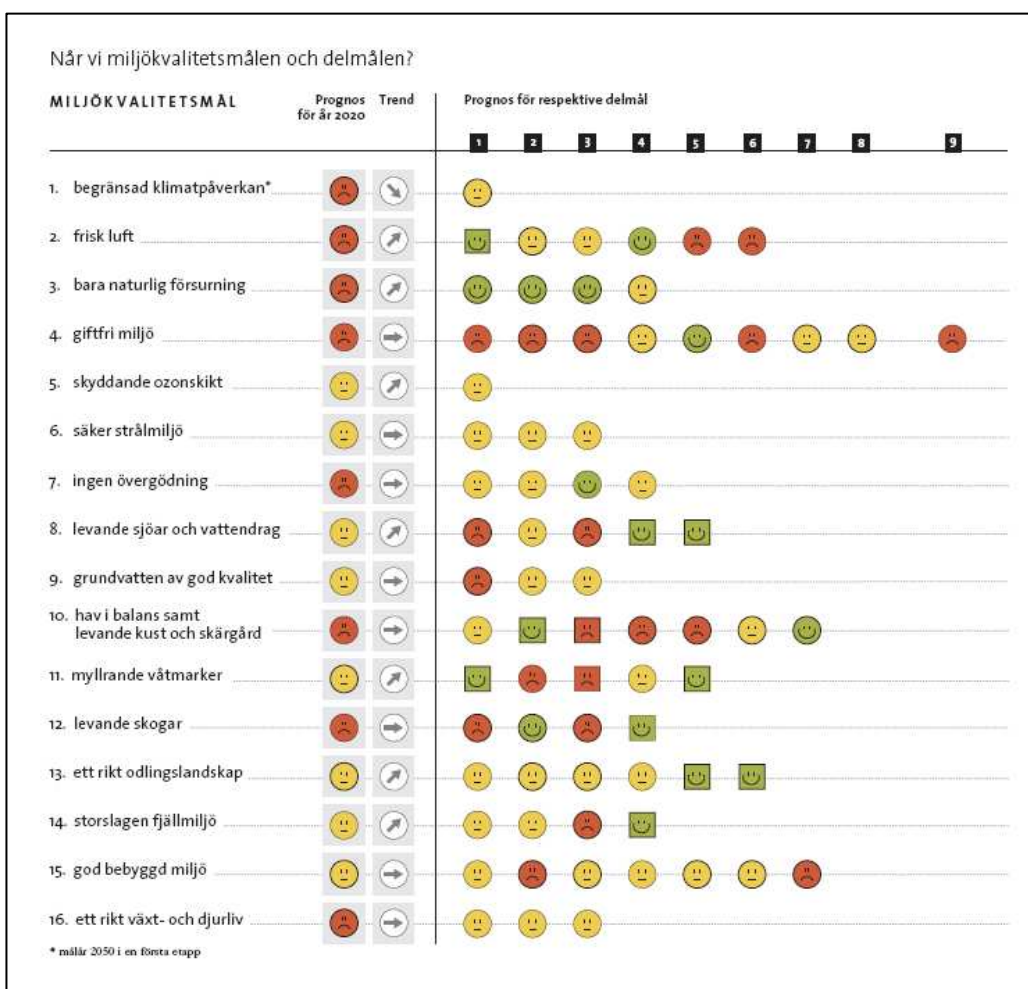 Når vi miljökvalitetsmålen och delmålen?
MILJÖKVALITETSMÅL Prognos för år 2020 Trend Prognos för respektive delmål
1 2 3 4 5 6 7 8 9
1. begränsad klimatpåverkan*
2. frisk luft
3. bara naturlig försurning
4. giftfri miljö
5. skyddande ozonskikt
6. säker strålmiljö
7. ingen övergödning
8. levande sjöar och vattendrag
9. grundvatten av god kvalitet
10. hav i balans samt
levande kust och skärgård
11. myllrande våtmarker
12. levande skogar
13. ett rikt odlingslandskap
14. storslagen fjällmiljö
15. god bebyggd miljö
16. ett rikt växt- och djurliv
* målår 2050 i en första etapp